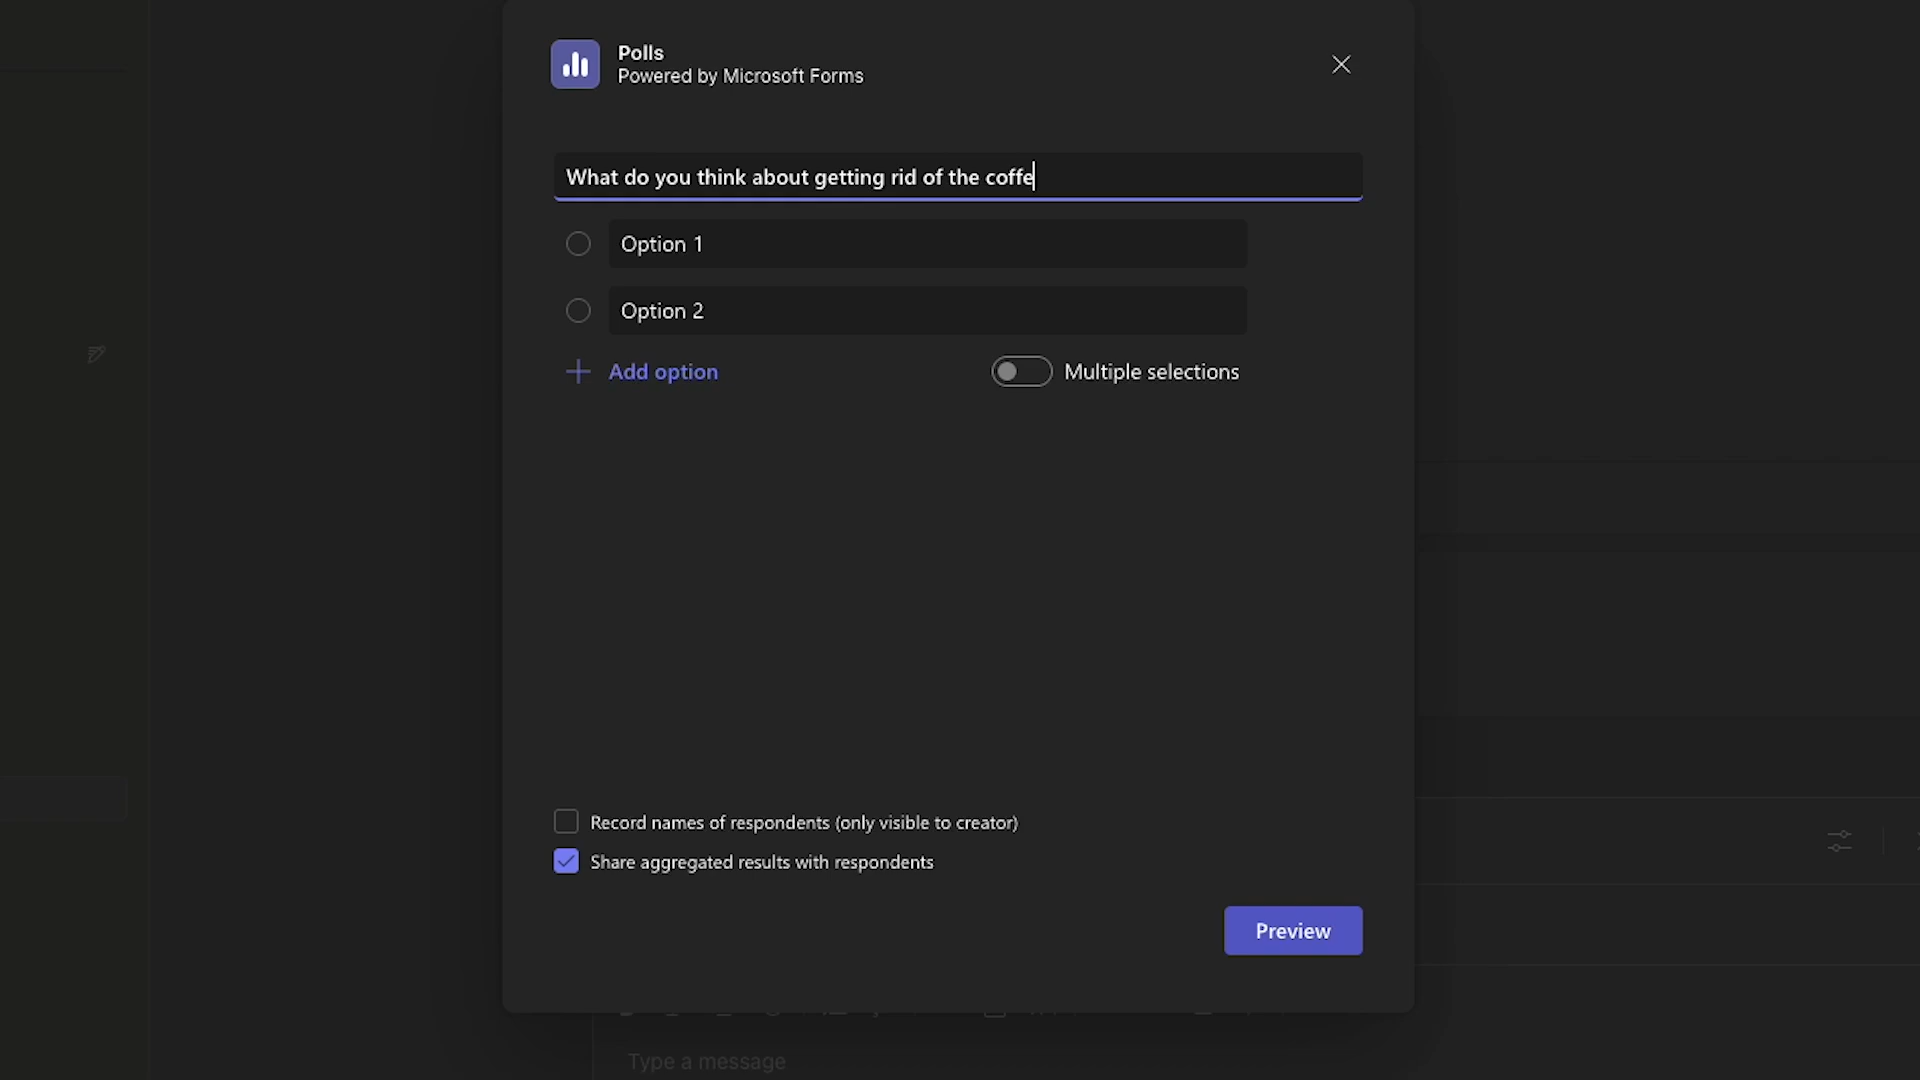 Polls
Powered by Microsoft Forms
What do you think about getting rid of the coffe
Option 1
Option 2
Add option
Multiple selections
Record names of respondents (only visible to creator)
Share aggregated results with respondents
Preview
Type a message